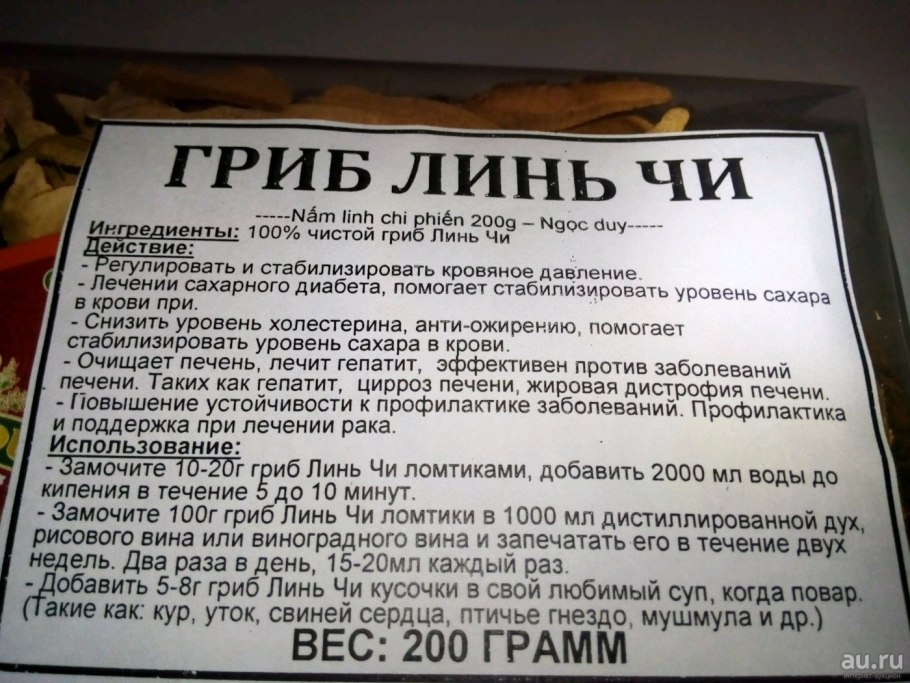 ГРИБ ЛИНЬ ЧИ
-----Nấm linh chi phiến 200g – Ngọc duy-----
Ингредиенты: 100% чистой гриб Линь Чи
Действие:
- Регулировать и стабилизировать кровяное давление.
- Лечении сахарного диабета, помогает стабилизировать уровень сахара
в крови при.
- Снизить уровень холестерина, анти-ожирению, помогает
стабилизировать уровень сахара в крови.
- Очищает печень, лечит гепатит, эффективен против заболеваний
печени. Таких как гепатит, цирроз печени, жировая дистрофия печени.
- Повышение устойчивости к профилактике заболеваний. Профилактика
и поддержка при лечении рака.
Использование:
- Замочите 10-20г гриб Линь Чи ломтиками, добавить 2000 мл воды до
кипения в течение 5 до 10 минут.
- Замочите 100г гриб Линь Чи ломтики в 1000 мл дистиллированной дух,
рисового вина или виноградного вина и запечатать его в течение двух
недель. Два раза в день, 15-20мл каждый раз.
- Добавить 5-8г гриб Линь Чи кусочки в свой любимый суп, когда повар.
(Такие как: кур, уток, свиней сердца, птичье гнездо, мушмула и др.)
ВЕС: 200 ГРАММ
au.ru
интернет-аукцион